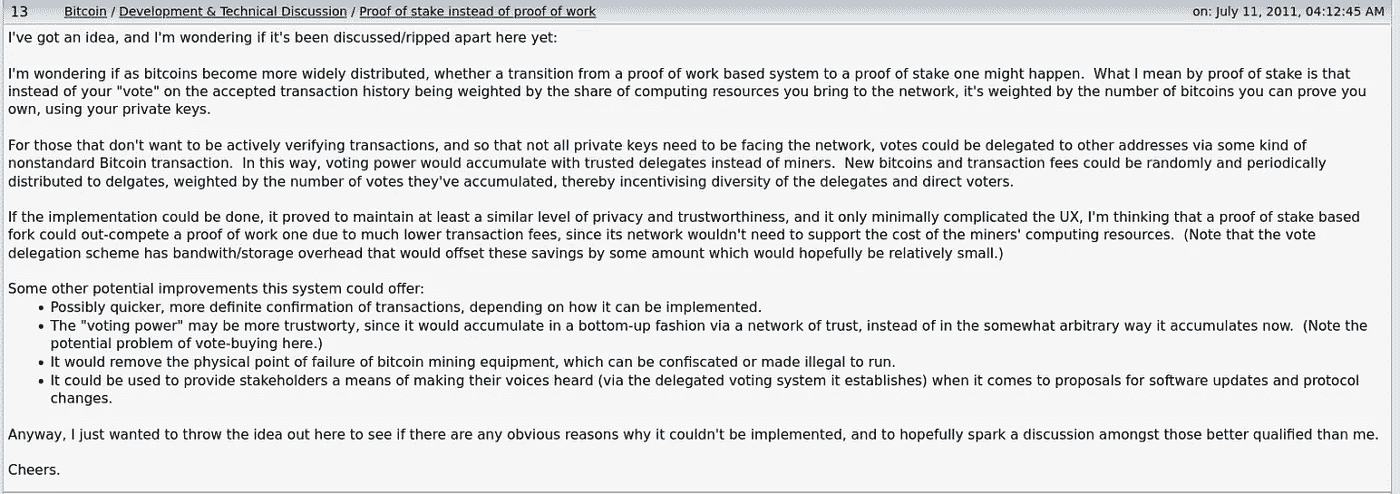 13 Bitcoin / Development & Technical Discussion / Proof of stake instead of proof of work on: July 11, 2011, 04:12:45 AM
I've got an idea, and I'm wondering if it's been discussed/ripped apart here yet:
I'm wondering if as bitcoins become more widely distributed, whether a transition from a proof of work based system to a proof of stake one might happen. What I mean by proof of stake is that
instead of your "vote" on the accepted transaction history being weighted by the share of computing resources you bring to the network, it's weighted by the number of bitcoins you can prove you
own, using your private keys.
For those that don't want to be actively verifying transactions, and so that not all private keys need to be facing the network, votes could be delegated to other addresses via some kind of
nonstandard Bitcoin transaction. In this way, voting power would accumulate with trusted delegates instead of miners. New bitcoins and transaction fees could be randomly and periodically
distributed to delgates, weighted by the number of votes they've accumulated, thereby incentivising diversity of the delegates and direct voters.
If the implementation could be done, it proved to maintain at least a similar level of privacy and trustworthiness, and it only minimally complicated the UX, I'm thinking that a proof of stake based
fork could out-compete a proof of work one due to much lower transaction fees, since its network wouldn't need to support the cost of the miners' computing resources. (Note that the vote
delegation scheme has bandwith/storage overhead that would offset these savings by some amount which would hopefully be relatively small.)
Some other potential improvements this system could offer:
• Possibly quicker, more definite confirmation of transactions, depending on how it can be implemented.
• The "voting power" may be more trustworty, since it would accumulate in a bottom-up fashion via a network of trust, instead of in the somewhat arbitrary way it accumulates now. (Note the
potential problem of vote-buying here.)
• It would remove the physical point of failure of bitcoin mining equipment, which can be confiscated or made illegal to run.
• It could be used to provide stakeholders a means of making their voices heard (via the delegated voting system it establishes) when it comes to proposals for software updates and protocol
changes.
Anyway, I just wanted to throw the idea out here to see if there are any obvious reasons why it couldn't be implemented, and to hopefully spark a discussion amongst those better qualified than me.
Cheers.